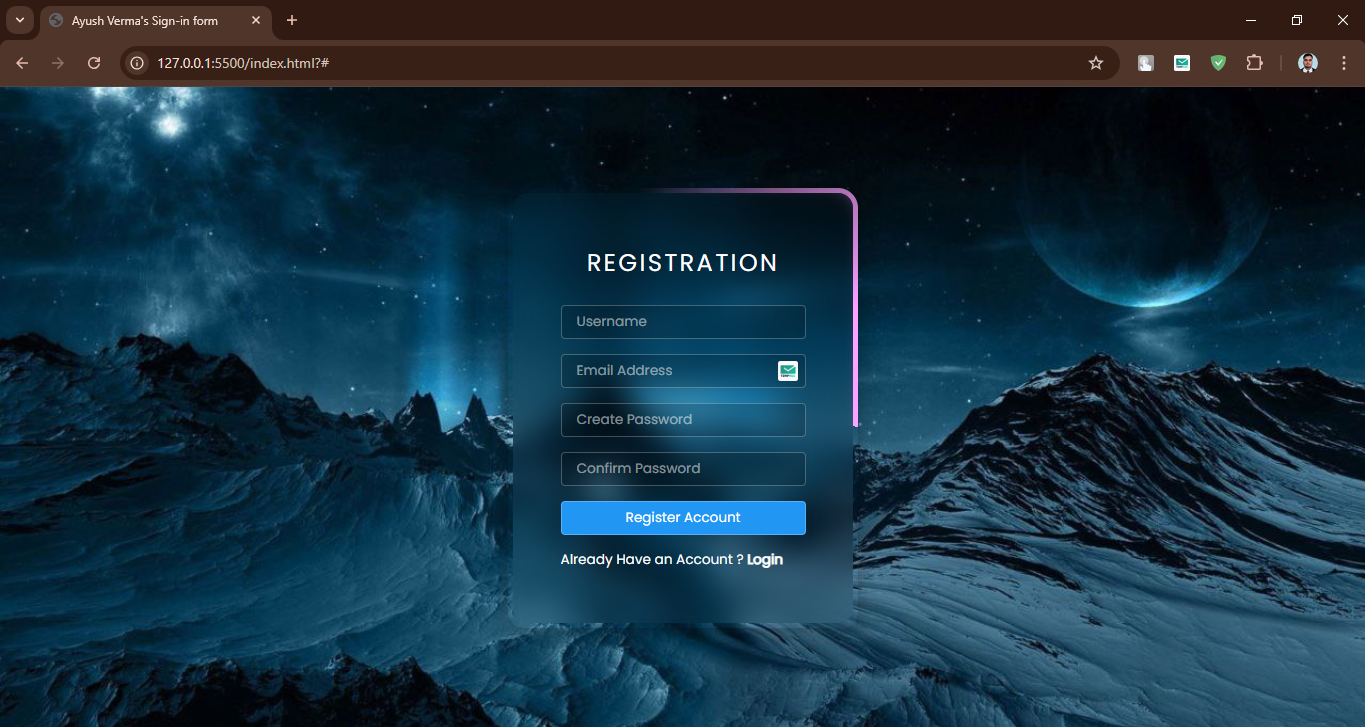 Ayush Verma's Sign-in form
127.0.0.1:5500/index.html?#
REGISTRATION
Username
Email Address
Create Password
Confirm Password
Register Account
Already Have an Account ? Login